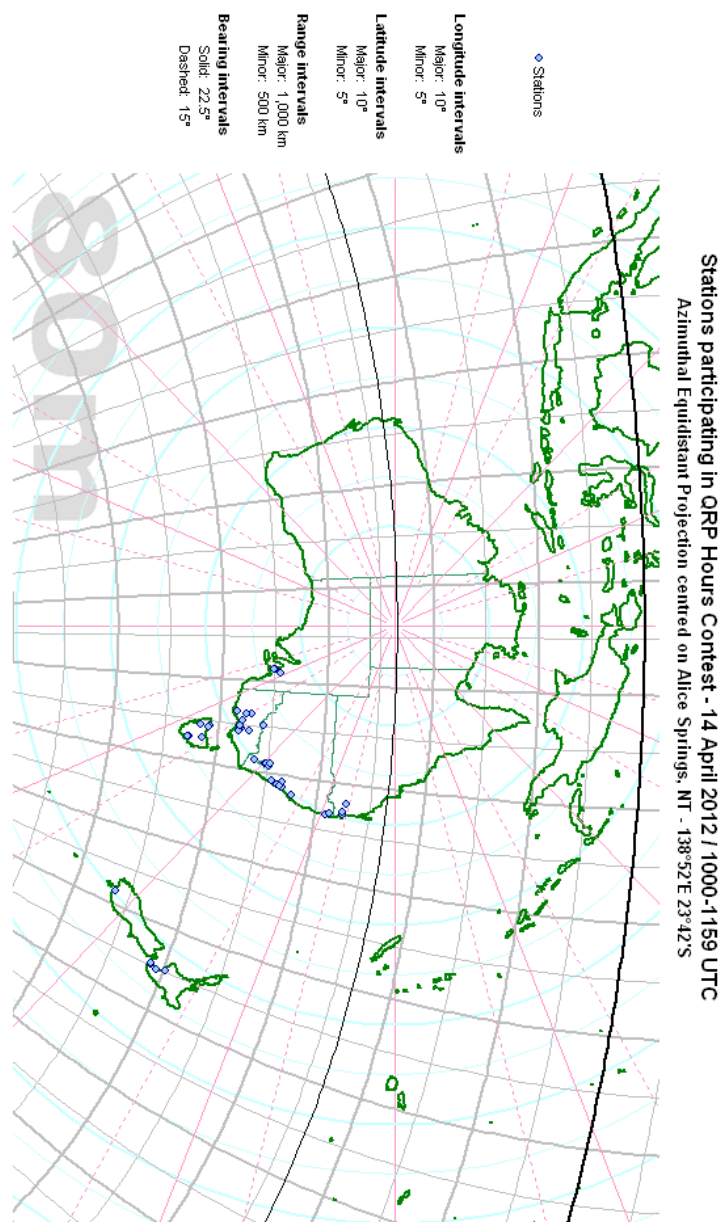 Stations participating in QRP Hours Contest - 14 April 2012 / 1000-1159 UTC
Azimuthal Equidistant Projection centred on Alice Springs, NT - 138°52'E 23°42'S
Stations
Longitude intervals
Major: 10°
Minor: 5°
Latitude intervals
Major: 10°
Minor: 5°
Range intervals
Major: 1,000 km
Minor: 500 km
Bearing intervals
Solid: 22.5°
Dashed: 15°
80m